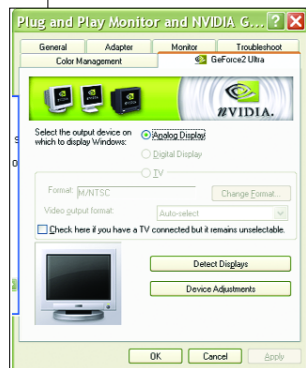 Plug and Play Monitor and NVIDIA G...
General Adapter Monitor Troubleshoot
Color Management GeForce2 Ultra
NVIDIA.
Select the output device on
which to display Windows:
Analog Display
Digital Display
TV
Format: M/NTSC Change Format...
Video output format: Auto-select
Check here if you have a TV connected but it remains unselectable.
Detect Displays
Device Adjustments
OK Cancel Apply